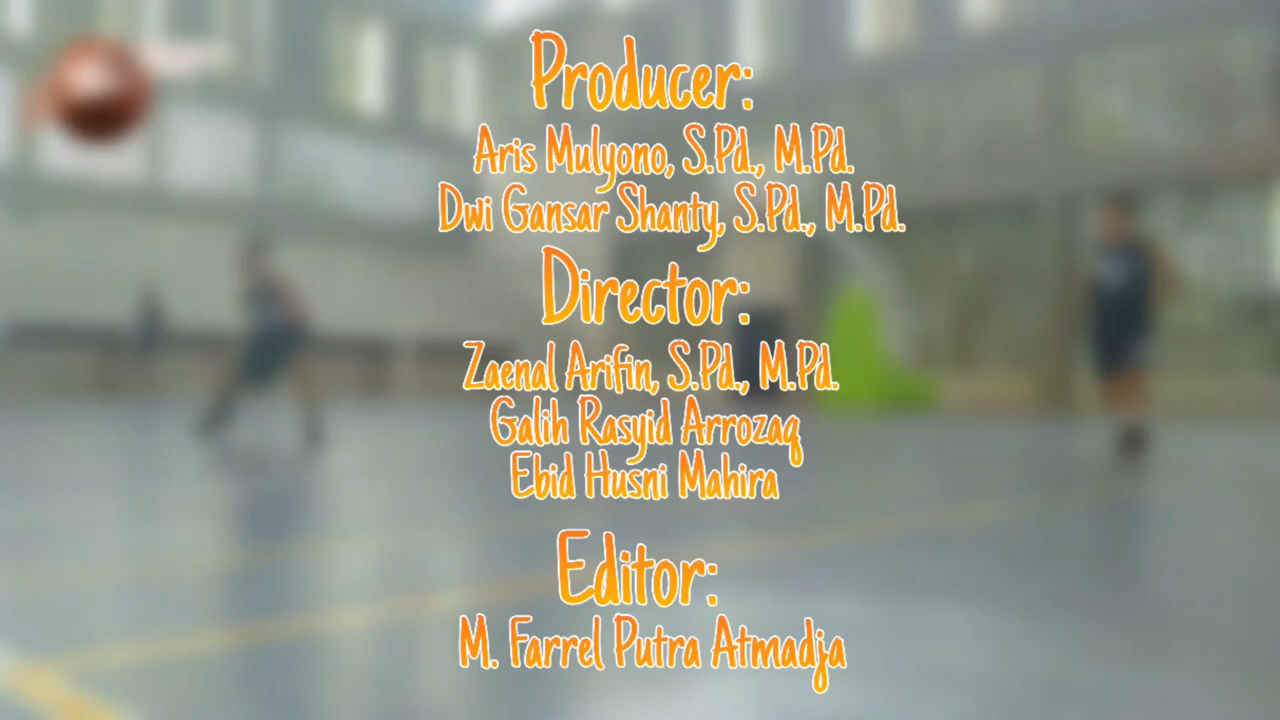 Producer:
Aris Mulyono, S.Pd., M.Pd.
Dwi Gansar Shanty, S.Pd., M.Pd.
Director:
Zaenal Arifin, S.Pd., M.Pd.
Galih Rasyid Arrozaq
Ebid Husni Mahira
Editor:
M. Farrel Putra Atmadja